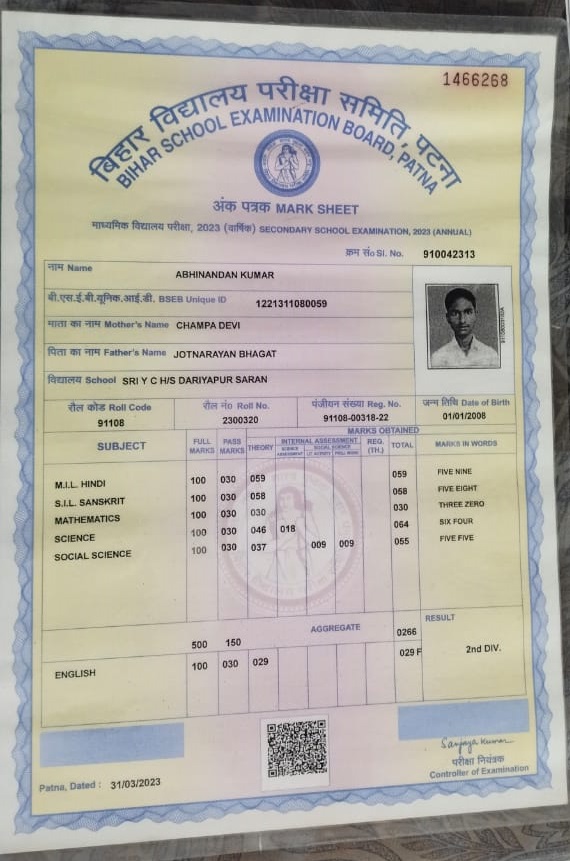 1466268
बिहार विद्यालय परीक्षा समिति, पटना
BIHAR SCHOOL EXAMINATION BOARD, PATNA
अंक पत्रक MARK SHEET
माध्यमिक विद्यालय परीक्षा, 2023 (वार्षिक) SECONDARY SCHOOL EXAMINATION, 2023 (ANNUAL)
क्रम सं० Sl. No. 910042313
नाम Name ABHINANDAN KUMAR
बी.एस.ई.बी.यूनिक.आई.डी. BSEB Unique ID 1221311080059
माता का नाम Mother's Name CHAMPA DEVI
पिता का नाम Father's Name JOTNARAYAN BHAGAT
विद्यालय School SRI Y C H/S DARIYAPUR SARAN
रौल कोड Roll Code रौल नं० Roll No. पंजीयन संख्या Reg. No. जन्म तिथि Date of Birth
91108 2300320 91108-00318-22 01/01/2008
MARKS OBTAINED
SUBJECT FULL MARKS PASS MARKS THEORY INTERNAL ASSESSMENT REG. (TH.) TOTAL MARKS IN WORDS
SCIENCE SOCIAL SCIENCE
M.I.L. HINDI 100 030 059 059 FIVE NINE
S.I.L. SANSKRIT 100 030 058 058 FIVE EIGHT
MATHEMATICS 100 030 030 030 THREE ZERO
SCIENCE 100 030 046 018 064 SIX FOUR
SOCIAL SCIENCE 100 030 037 009 009 055 FIVE FIVE
500 150 AGGREGATE 0266 RESULT
ENGLISH 100 030 029 029 F 2nd DIV.
Sanjaya Kumar
परीक्षा नियंत्रक
Controller of Examination
Patna, Dated : 31/03/2023